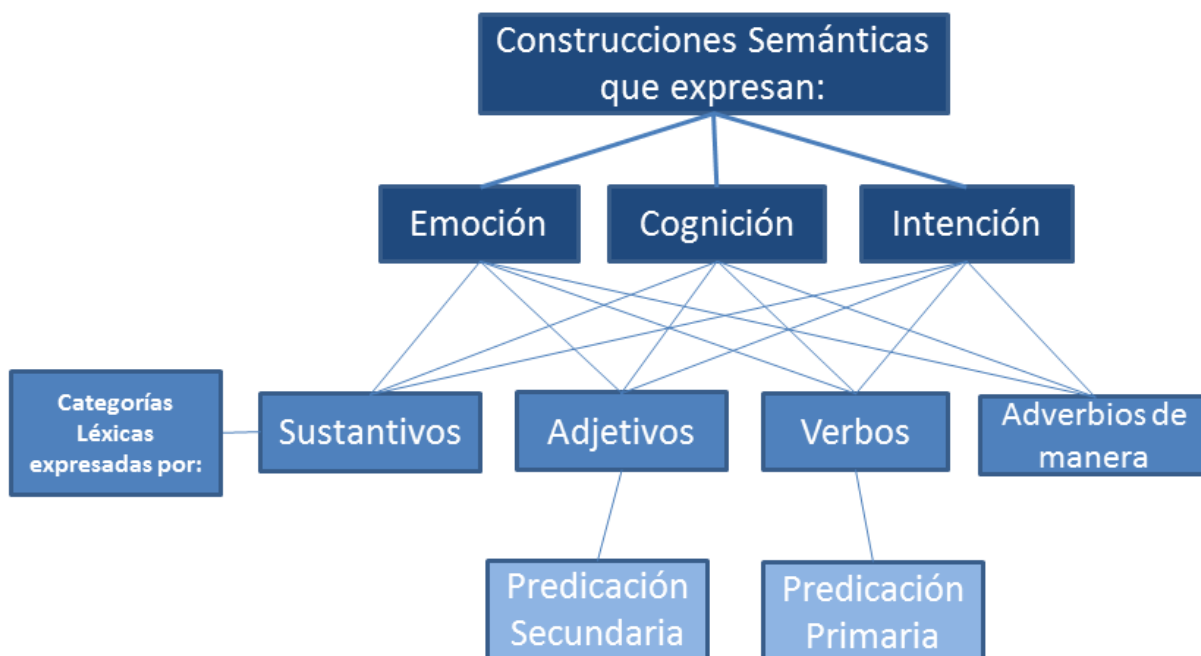 Construcciones Semánticas
que expresan:
Emoción
Cognición
Intención
Categorías
Léxicas
expresadas por:
Sustantivos
Adjetivos
Verbos
Adverbios de
manera
Predicación
Secundaria
Predicación
Primaria